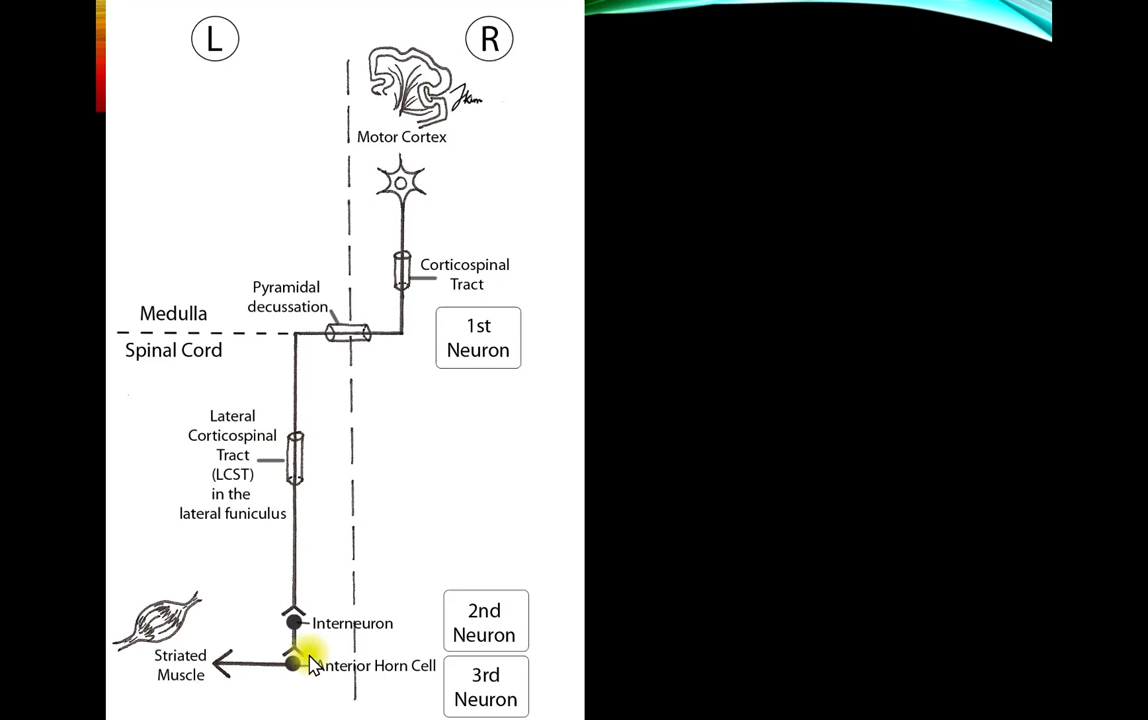 L
R
Motor Cortex
Corticospinal
Tract
Pyramidal
decussation
Medulla
1st
Neuron
Spinal Cord
Lateral
Corticospinal
Tract
(LCST)
in the
lateral funiculus
Interneuron
2nd
Neuron
Striated
Muscle
Anterior Horn Cell
3rd
Neuron